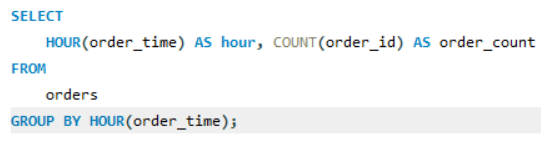 SELECT
HOUR(order_time) AS hour, COUNT(order_id) AS order_count
FROM
orders
GROUP BY HOUR(order_time);